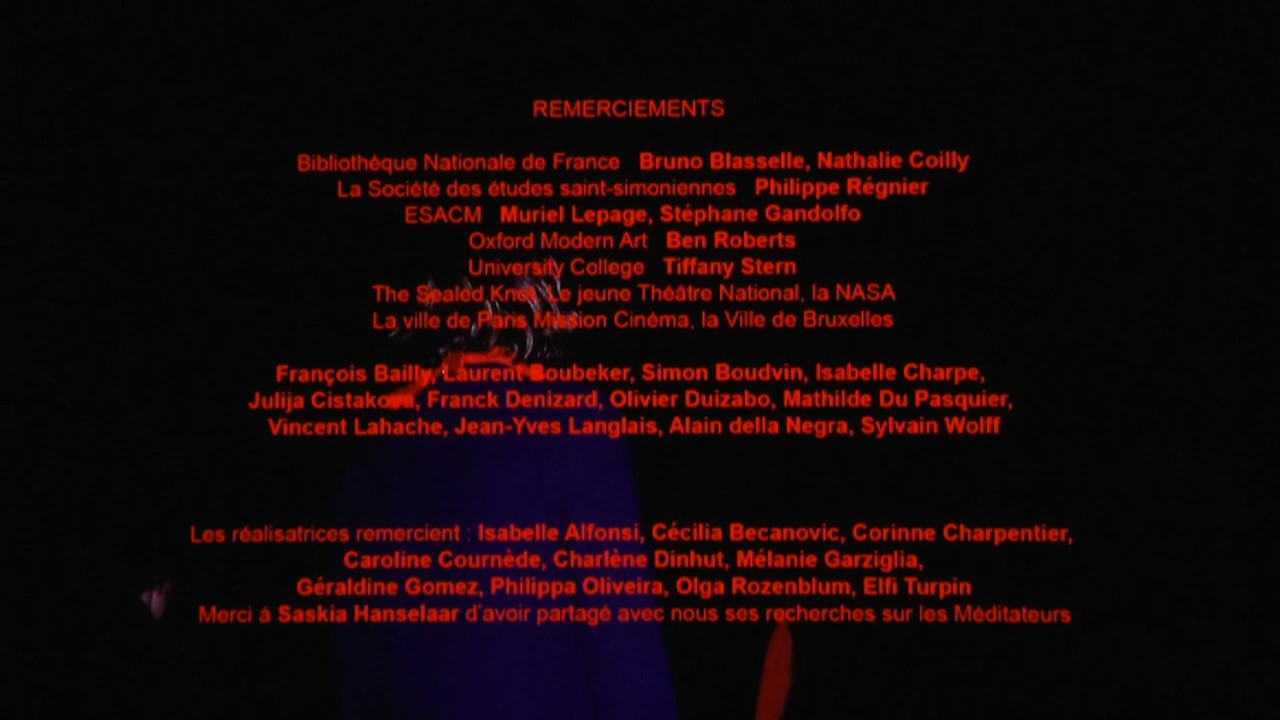 REMERCIEMENTS
Bibliothèque Nationale de France Bruno Blasselle, Nathalie Coilly
La Société des études saint-simoniennes Philippe Régnier
ESACM Muriel Lepage, Stéphane Gandolfo
Oxford Modern Art Ben Roberts
University College Tiffany Stern
The Sealed Knot, Le jeune Théâtre National, la NASA
La ville de Paris Mission Cinéma, la Ville de Bruxelles
François Bailly, Laurent Boubeker, Simon Boudvin, Isabelle Charpe,
Julija Cistakova, Franck Denizard, Olivier Duizabo, Mathilde Du Pasquier,
Vincent Lahache, Jean-Yves Langlais, Alain della Negra, Sylvain Wolff
Les réalisatrices remercient : Isabelle Alfonsi, Cécilia Becanovic, Corinne Charpentier,
Caroline Cournède, Charlène Dinhut, Mélanie Garziglia,
Géraldine Gomez, Philippa Oliveira, Olga Rozenblum, Elfi Turpin
Merci à Saskia Hanselaar d'avoir partagé avec nous ses recherches sur les Méditateurs